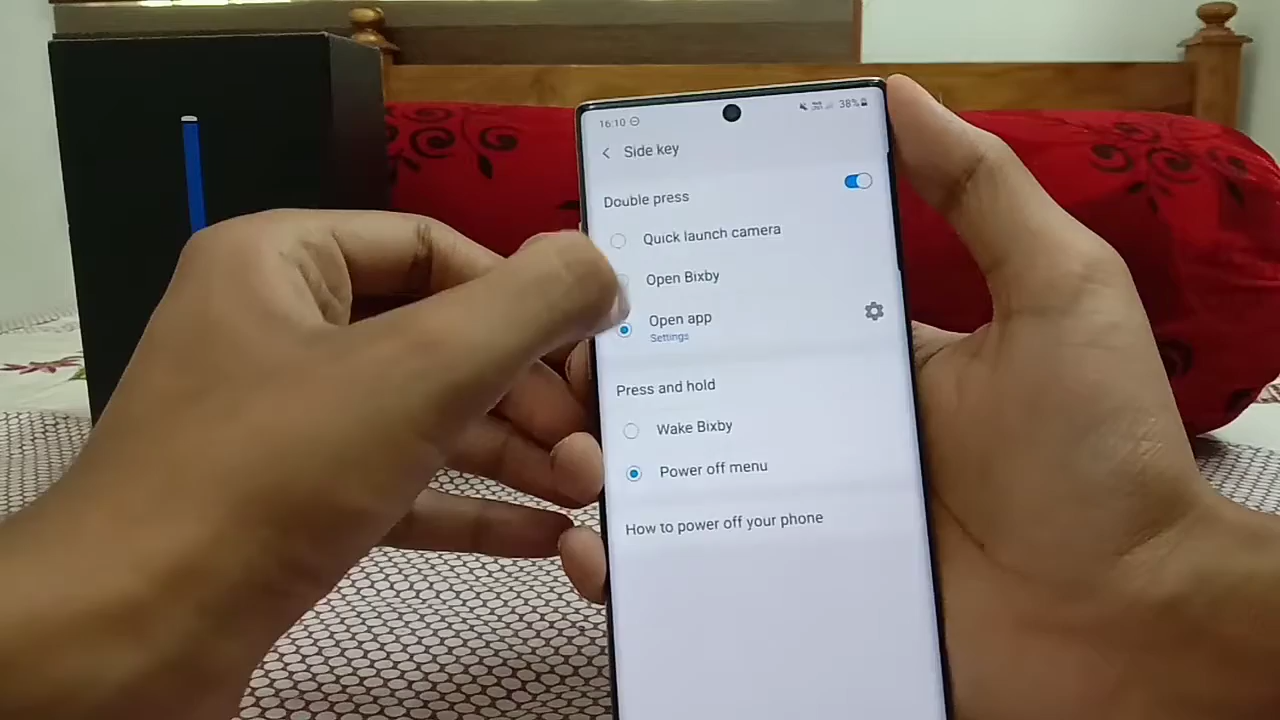 16:10
38%
Side key
Double press
Quick launch camera
Open Bixby
Open app
Settings
Press and hold
Wake Bixby
Power off menu
How to power off your phone